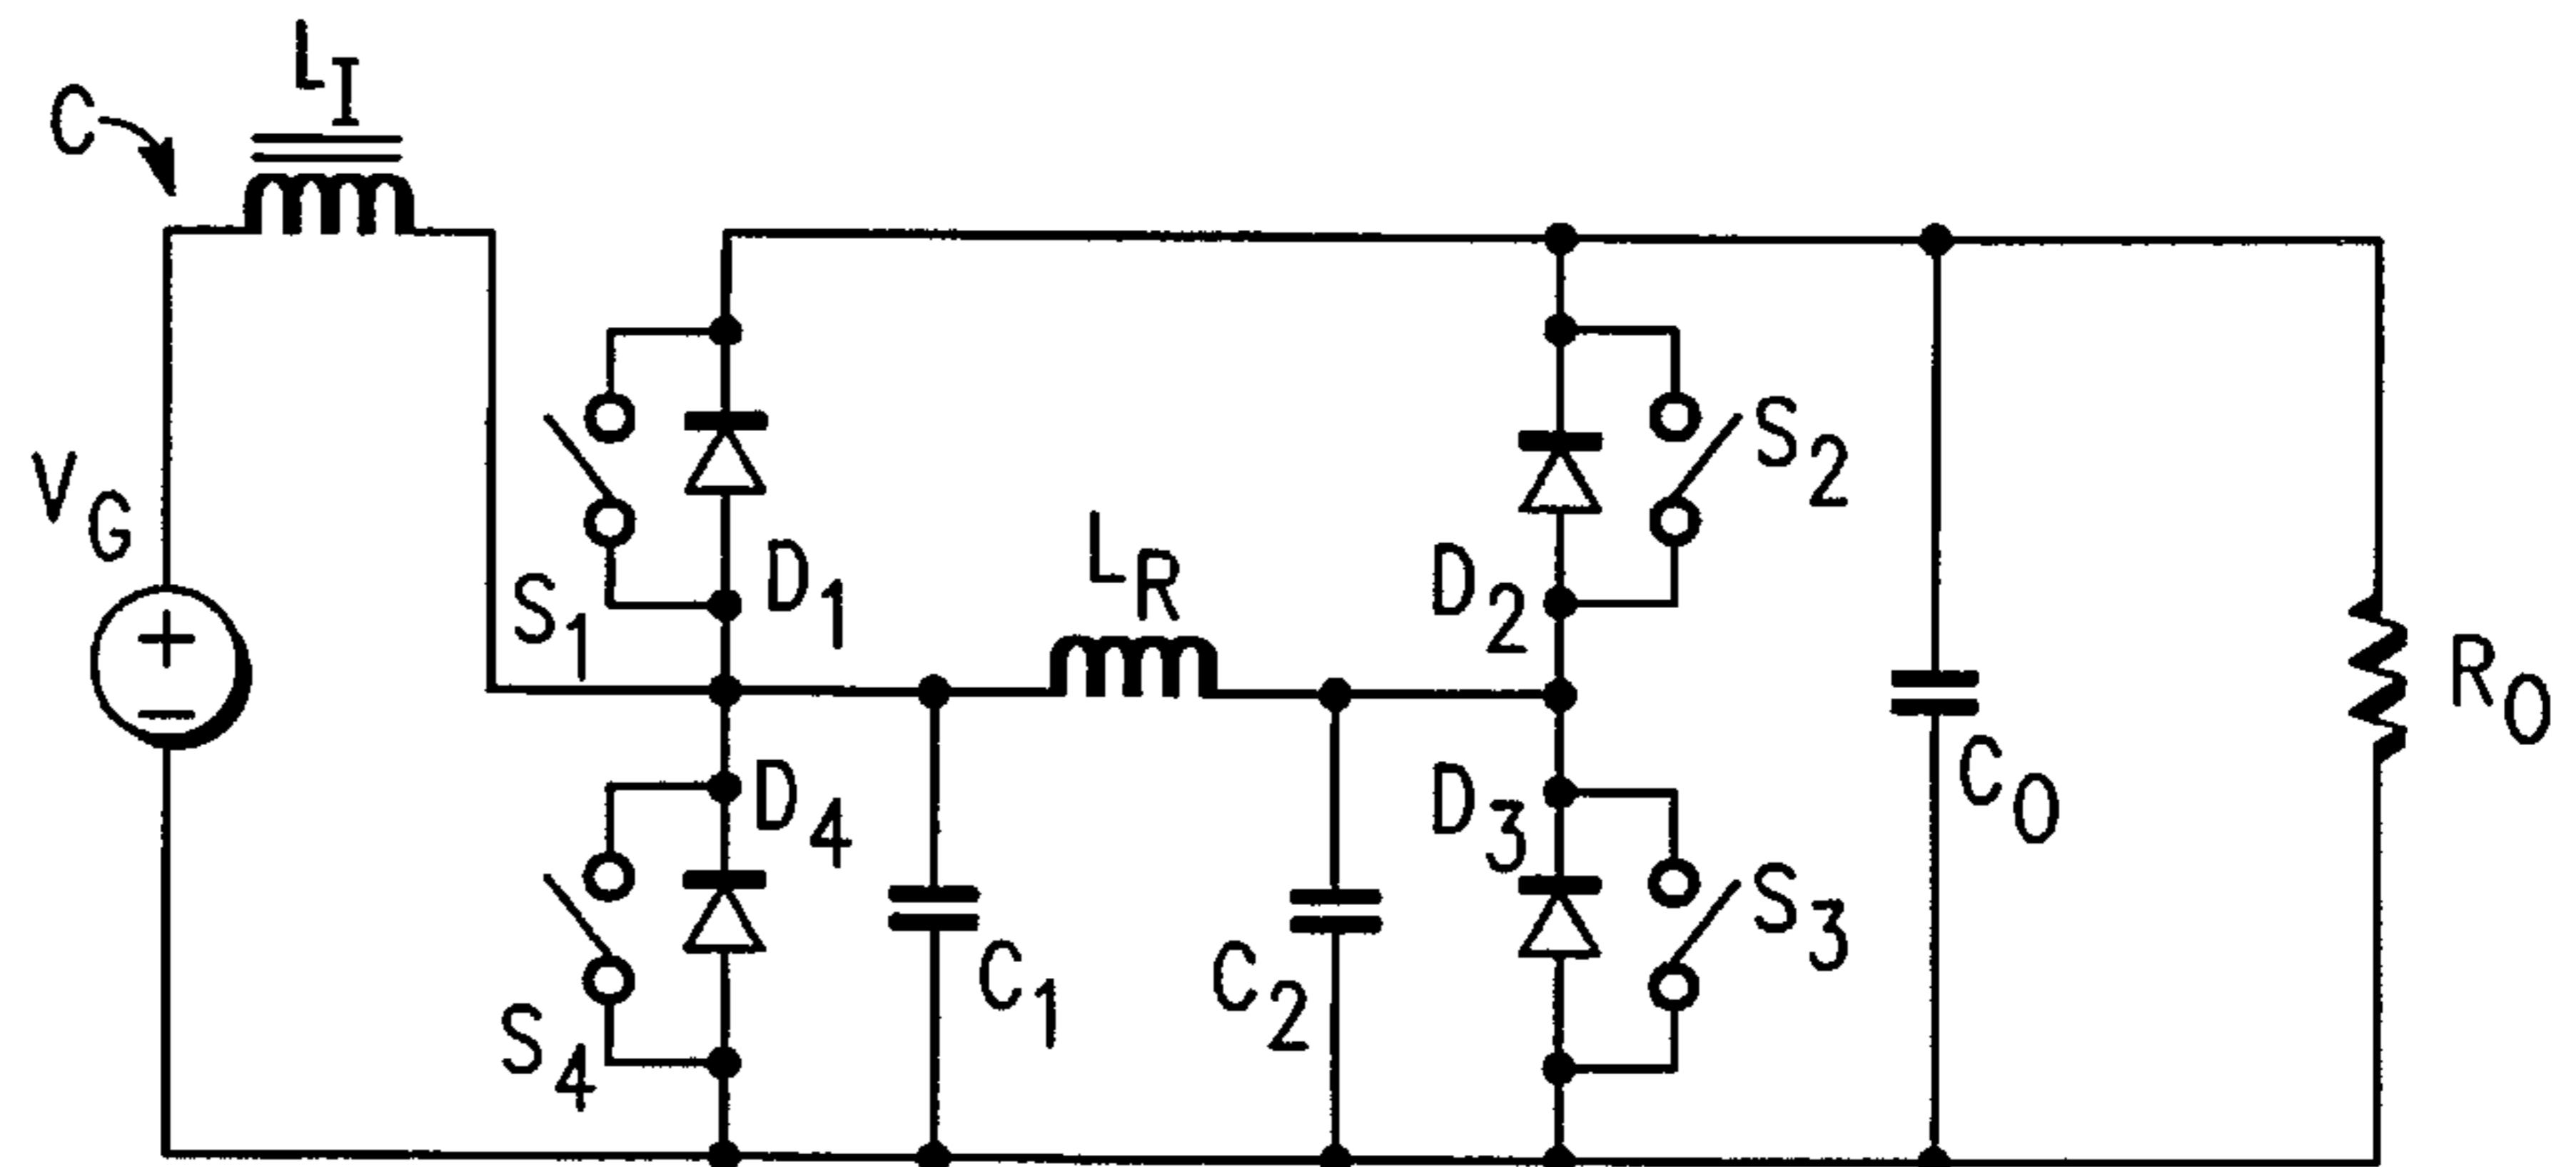 C
L_I
V_G
+
−
S_1
D_1
L_R
D_2
S_2
S_4
D_4
C_1
C_2
D_3
S_3
C_O
R_O